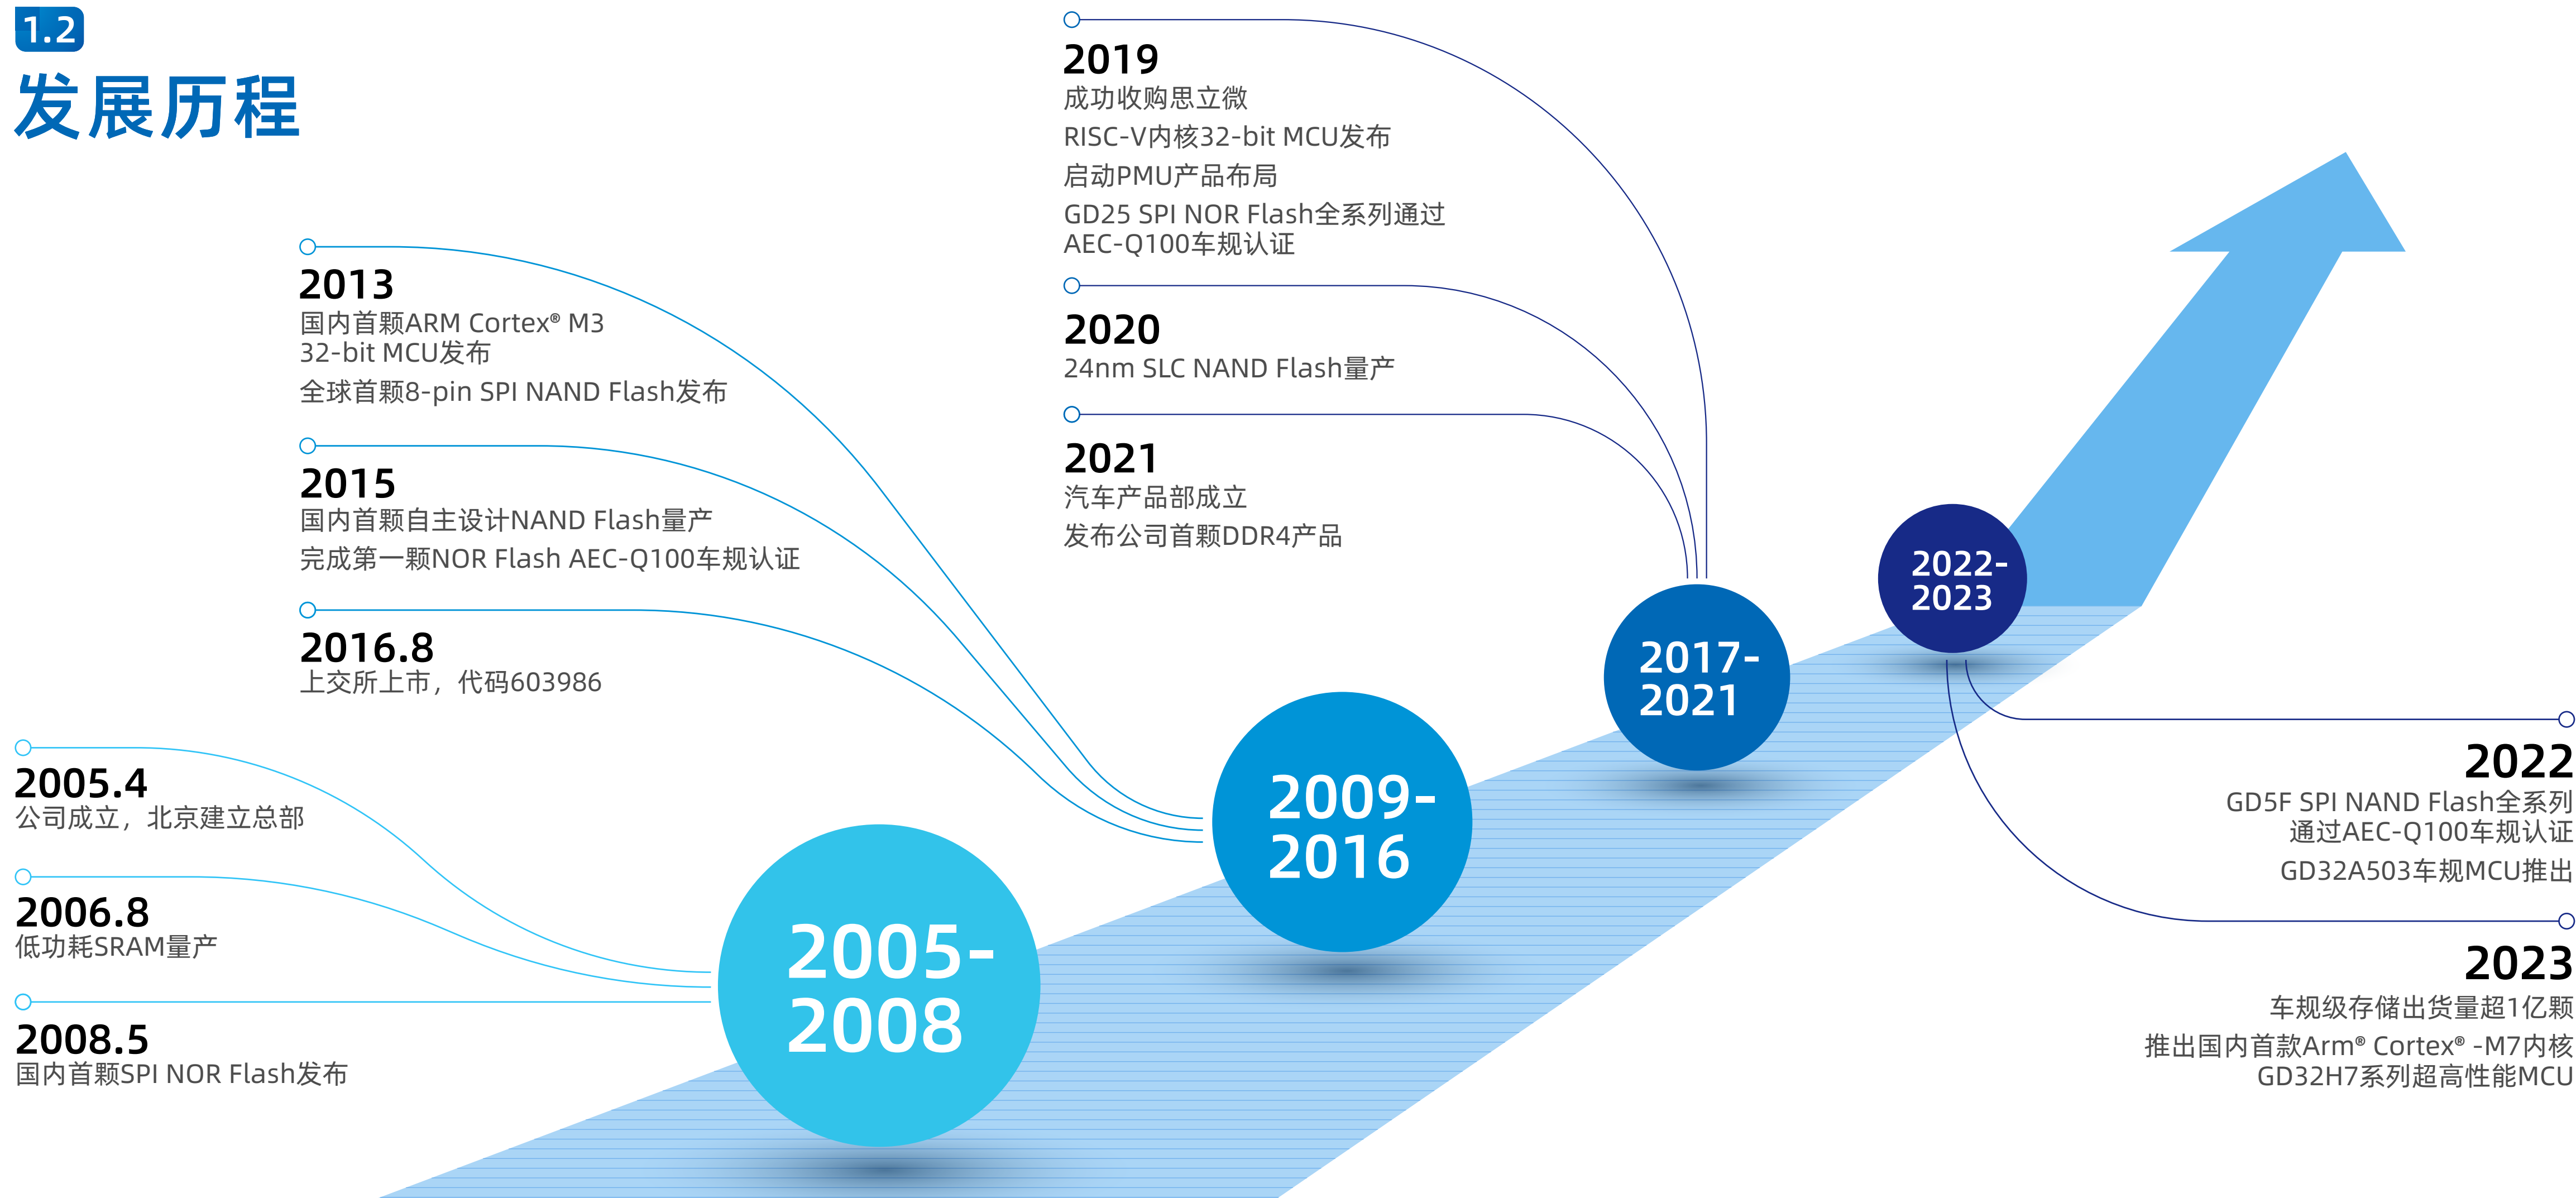 1.2
发展历程
2005.4
公司成立，北京建立总部
2006.8
低功耗SRAM量产
2008.5
国内首颗SPI NOR Flash发布
2005-
2008
2013
国内首颗ARM Cortex® M3
32-bit MCU发布
全球首颗8-pin SPI NAND Flash发布
2015
国内首颗自主设计NAND Flash量产
完成第一颗NOR Flash AEC-Q100车规认证
2016.8
上交所上市，代码603986
2009-
2016
2019
成功收购思立微
RISC-V内核32-bit MCU发布
启动PMU产品布局
GD25 SPI NOR Flash全系列通过
AEC-Q100车规认证
2020
24nm SLC NAND Flash量产
2021
汽车产品部成立
发布公司首颗DDR4产品
2017-
2021
2022-
2023
2022
GD5F SPI NAND Flash全系列
通过AEC-Q100车规认证
GD32A503车规MCU推出
2023
车规级存储出货量超1亿颗
推出国内首款Arm® Cortex® -M7内核
GD32H7系列超高性能MCU